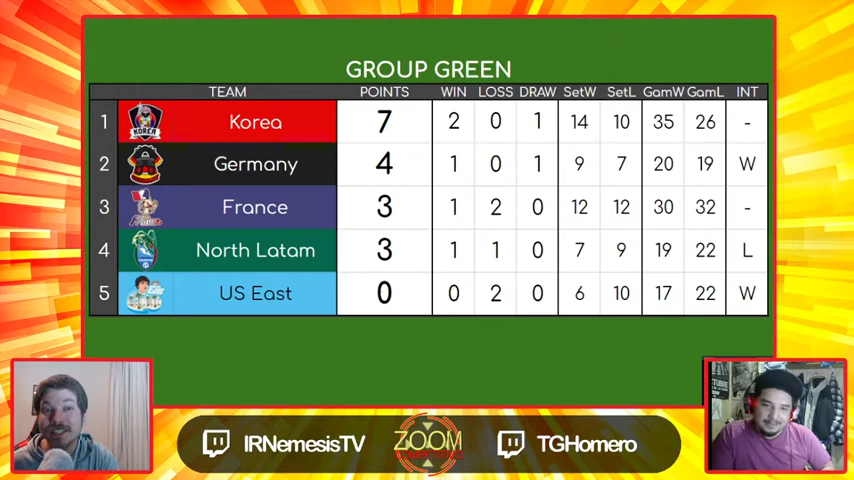 GROUP GREEN
TEAM POINTS WIN LOSS DRAW SetW SetL GamW GamL INT
1 KOREA Korea 7 2 0 1 14 10 35 26 -
2 Germany 4 1 0 1 9 7 20 19 W
3 France 3 1 2 0 12 12 30 32 -
4 North Latam 3 1 1 0 7 9 19 22 L
5 US East 0 0 2 0 6 10 17 22 W
IRNemesisTV ZOOM TGHomero